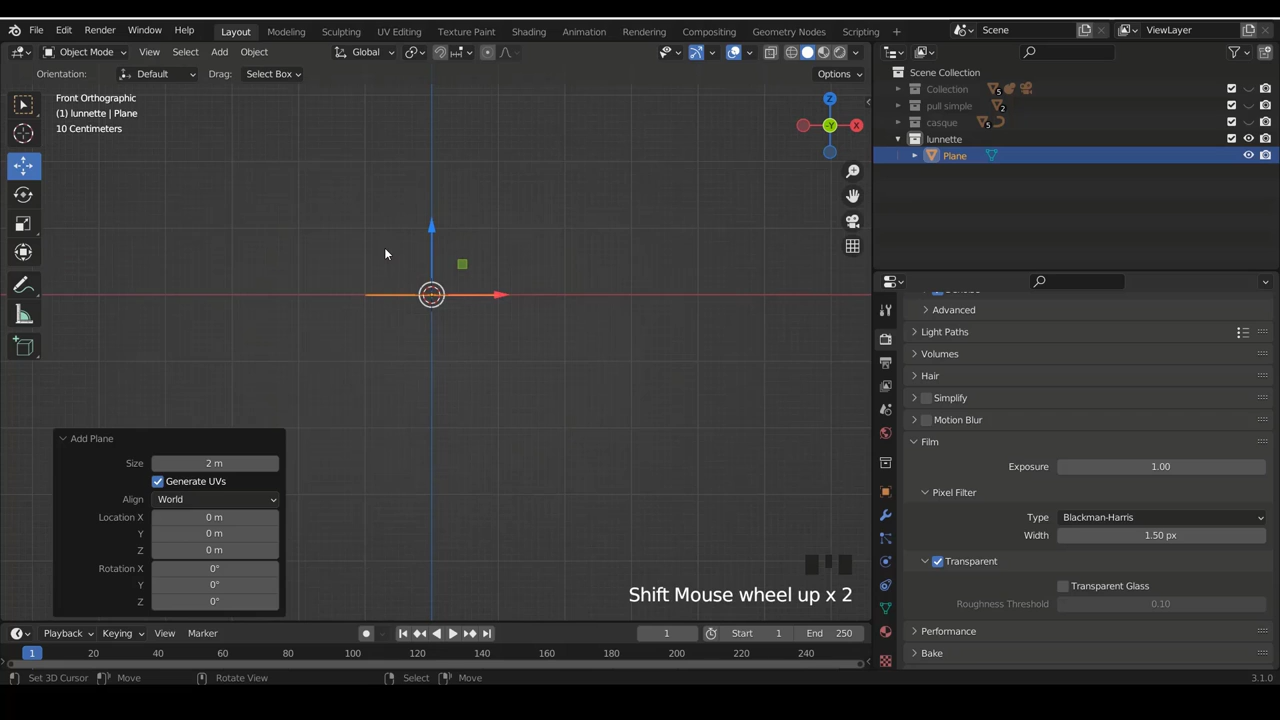 File Edit Render Window Help Layout Modeling Sculpting UV Editing Texture Paint Shading Animation Rendering Compositing Geometry Nodes Scripting Scene ViewLayer
Object Mode View Select Add Object Global
Orientation: Default Drag: Select Box Options
Scene Collection
Collection 5
pull simple 2
casque 5
lunnette
Plane
Front Orthographic
(1) lunnette | Plane
10 Centimeters
Z
-Y
X
Add Plane
Size 2 m
Generate UVs
Align World
Location X 0 m
Y 0 m
Z 0 m
Rotation X 0°
Y 0°
Z 0°
Shift Mouse wheel up x 2
Advanced
Light Paths
Volumes
Hair
Simplify
Motion Blur
Film
Exposure 1.00
Pixel Filter
Type Blackman-Harris
Width 1.50 px
Transparent
Transparent Glass
Roughness Threshold 0.10
Performance
Bake
Playback Keying View Marker 1 Start 1 End 250
1 20 40 60 80 100 120 140 160 180 200 220 240
Set 3D Cursor Move Rotate View Select Move 3.1.0